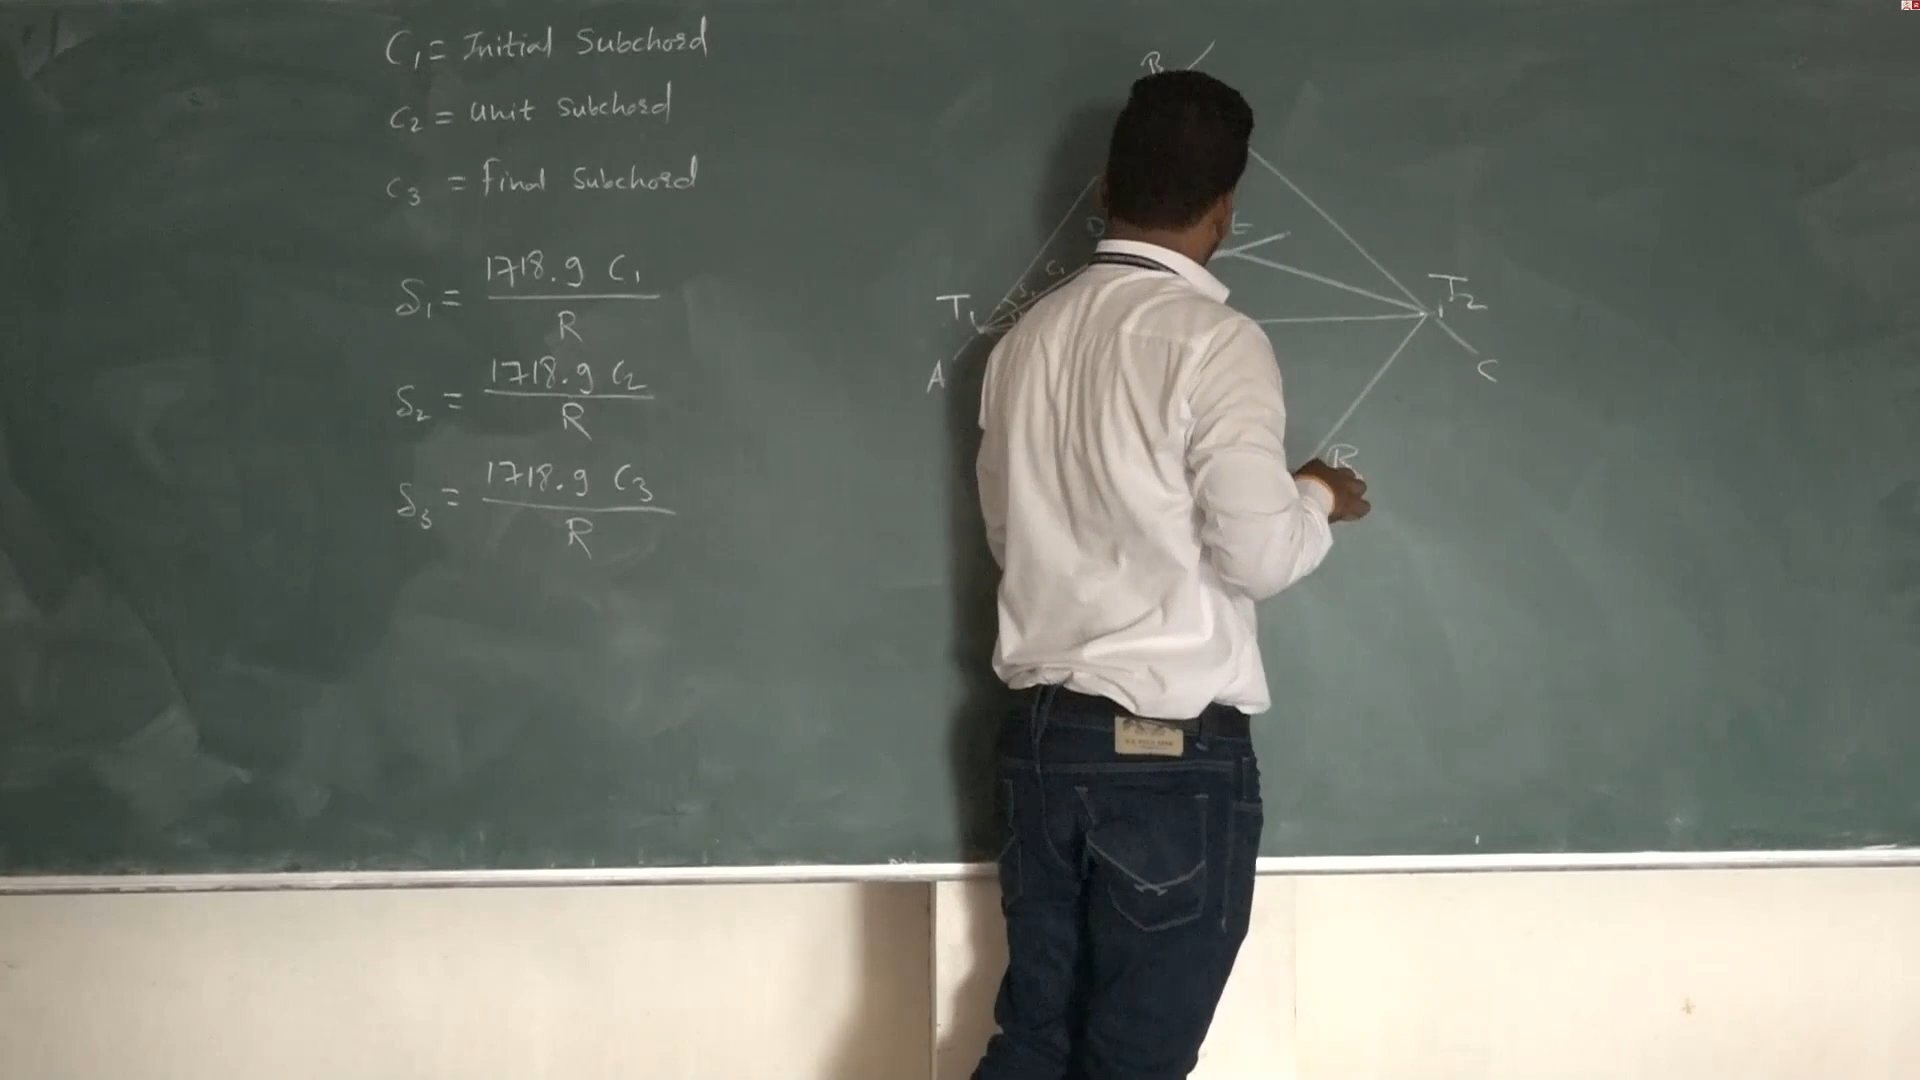 C₁ = Initial Subchord
C₂ = Unit Subchord
C₃ = final Subchord
δ₁ = 1718.9 C₁ / R
δ₂ = 1718.9 C₂ / R
δ₃ = 1718.9 C₃ / R
B
D
E
C₁
δ₁
T₁
T₂
A
C
R